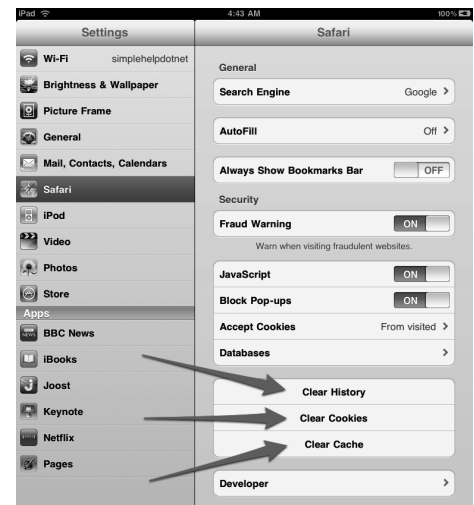 iPad 4:43 AM 100%
Settings
Wi-Fi simplehelpdotnet
Brightness & Wallpaper
Picture Frame
General
Mail, Contacts, Calendars
Safari
iPod
Video
Photos
Store
Apps
BBC News
iBooks
Joost
Keynote
Netflix
Pages
Safari
General
Search Engine Google
AutoFill Off
Always Show Bookmarks Bar OFF
Security
Fraud Warning ON
Warn when visiting fraudulent websites.
JavaScript ON
Block Pop-ups ON
Accept Cookies From visited
Databases
Clear History
Clear Cookies
Clear Cache
Developer